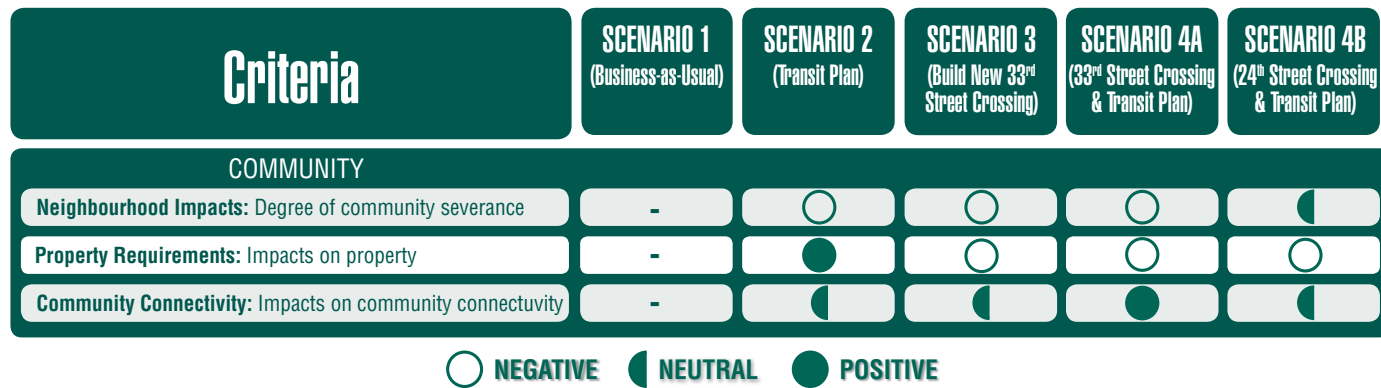 Criteria
SCENARIO 1
(Business-as-Usual)
SCENARIO 2
(Transit Plan)
SCENARIO 3
(Build New 33rd
Street Crossing)
SCENARIO 4A
(33rd Street Crossing
& Transit Plan)
SCENARIO 4B
(24th Street Crossing
& Transit Plan)
COMMUNITY
Neighbourhood Impacts: Degree of community severance -
Property Requirements: Impacts on property -
Community Connectivity: Impacts on community connectuvity -
NEGATIVE NEUTRAL POSITIVE